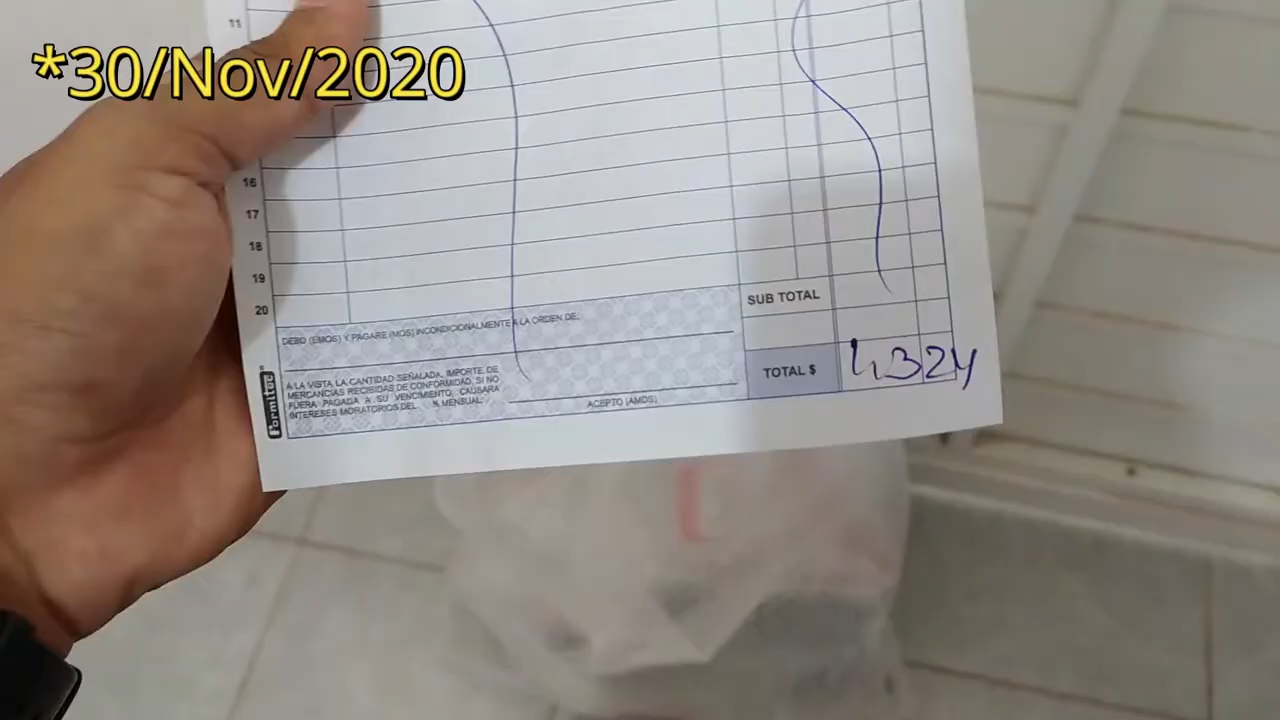 11
*30/Nov/2020
16
17
18
19
20
SUB TOTAL
DEBO (EMOS) Y PAGARE (MOS) INCONDICIONALMENTE A LA ORDEN DE:
TOTAL $ 4324
A LA VISTA LA CANTIDAD SEÑALADA, IMPORTE DE
MERCANCIAS RECIBIDAS DE CONFORMIDAD, SI NO
FUERA PAGADA A SU VENCIMIENTO, CAUSARA
INTERESES MORATORIOS DEL % MENSUAL.
ACEPTO (AMOS)
Formitec